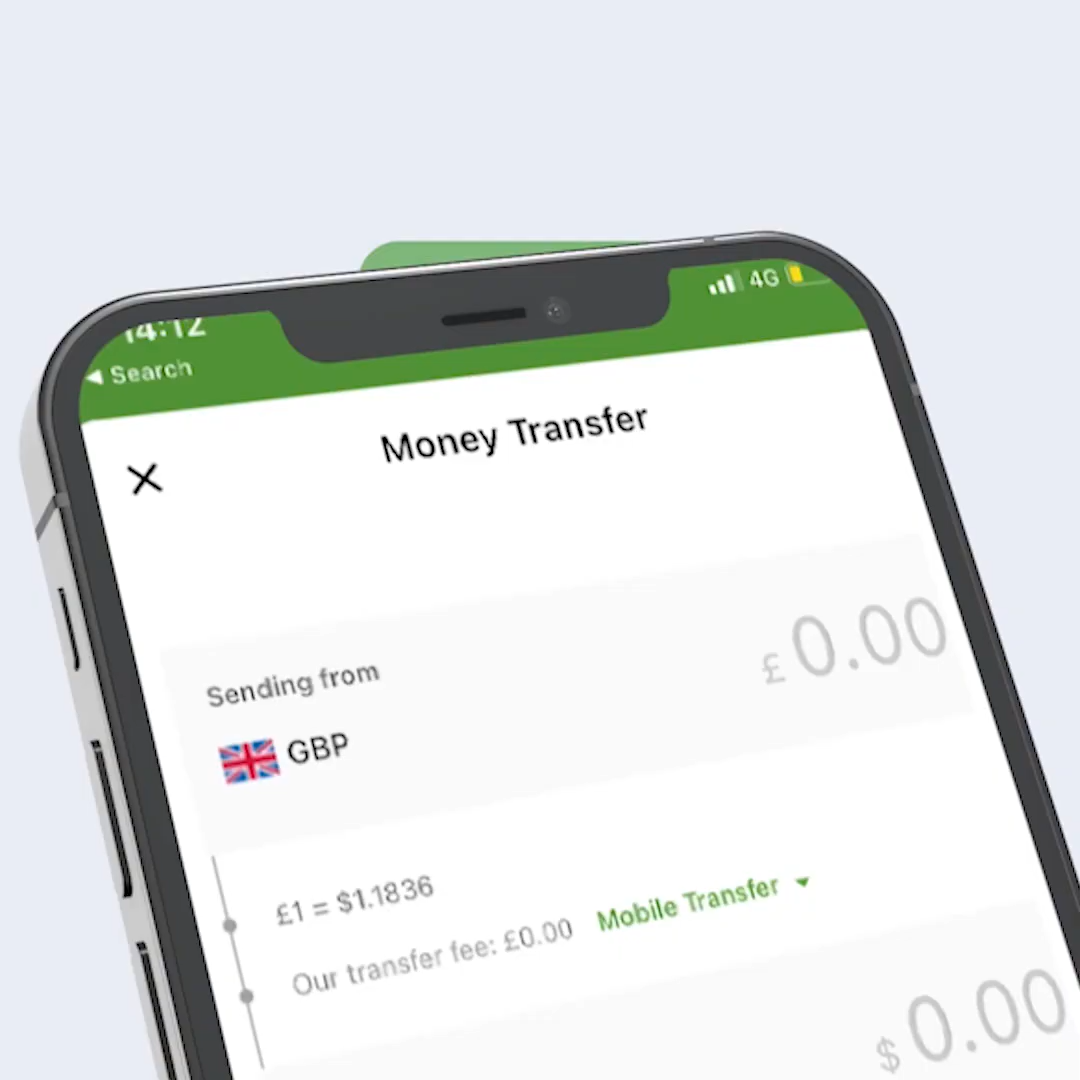 14:12
4G
◀ Search
Money Transfer
Sending from
£ 0.00
GBP
£1 = $1.1836
Our transfer fee: £0.00 Mobile Transfer
$ 0.00